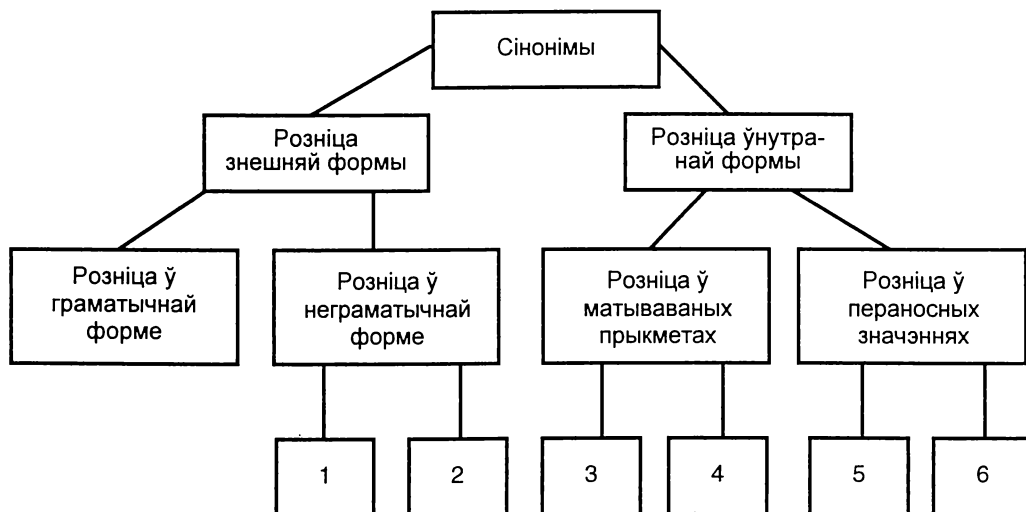 Сінонімы
Розніца
знешняй формы
Розніца ўнутра-
най формы
Розніца ў
граматычнай
форме
Розніца ў
неграматычнай
форме
Розніца ў
матываваных
прыкметах
Розніца ў
пераносных
значэннях
1
2
3
4
5
6